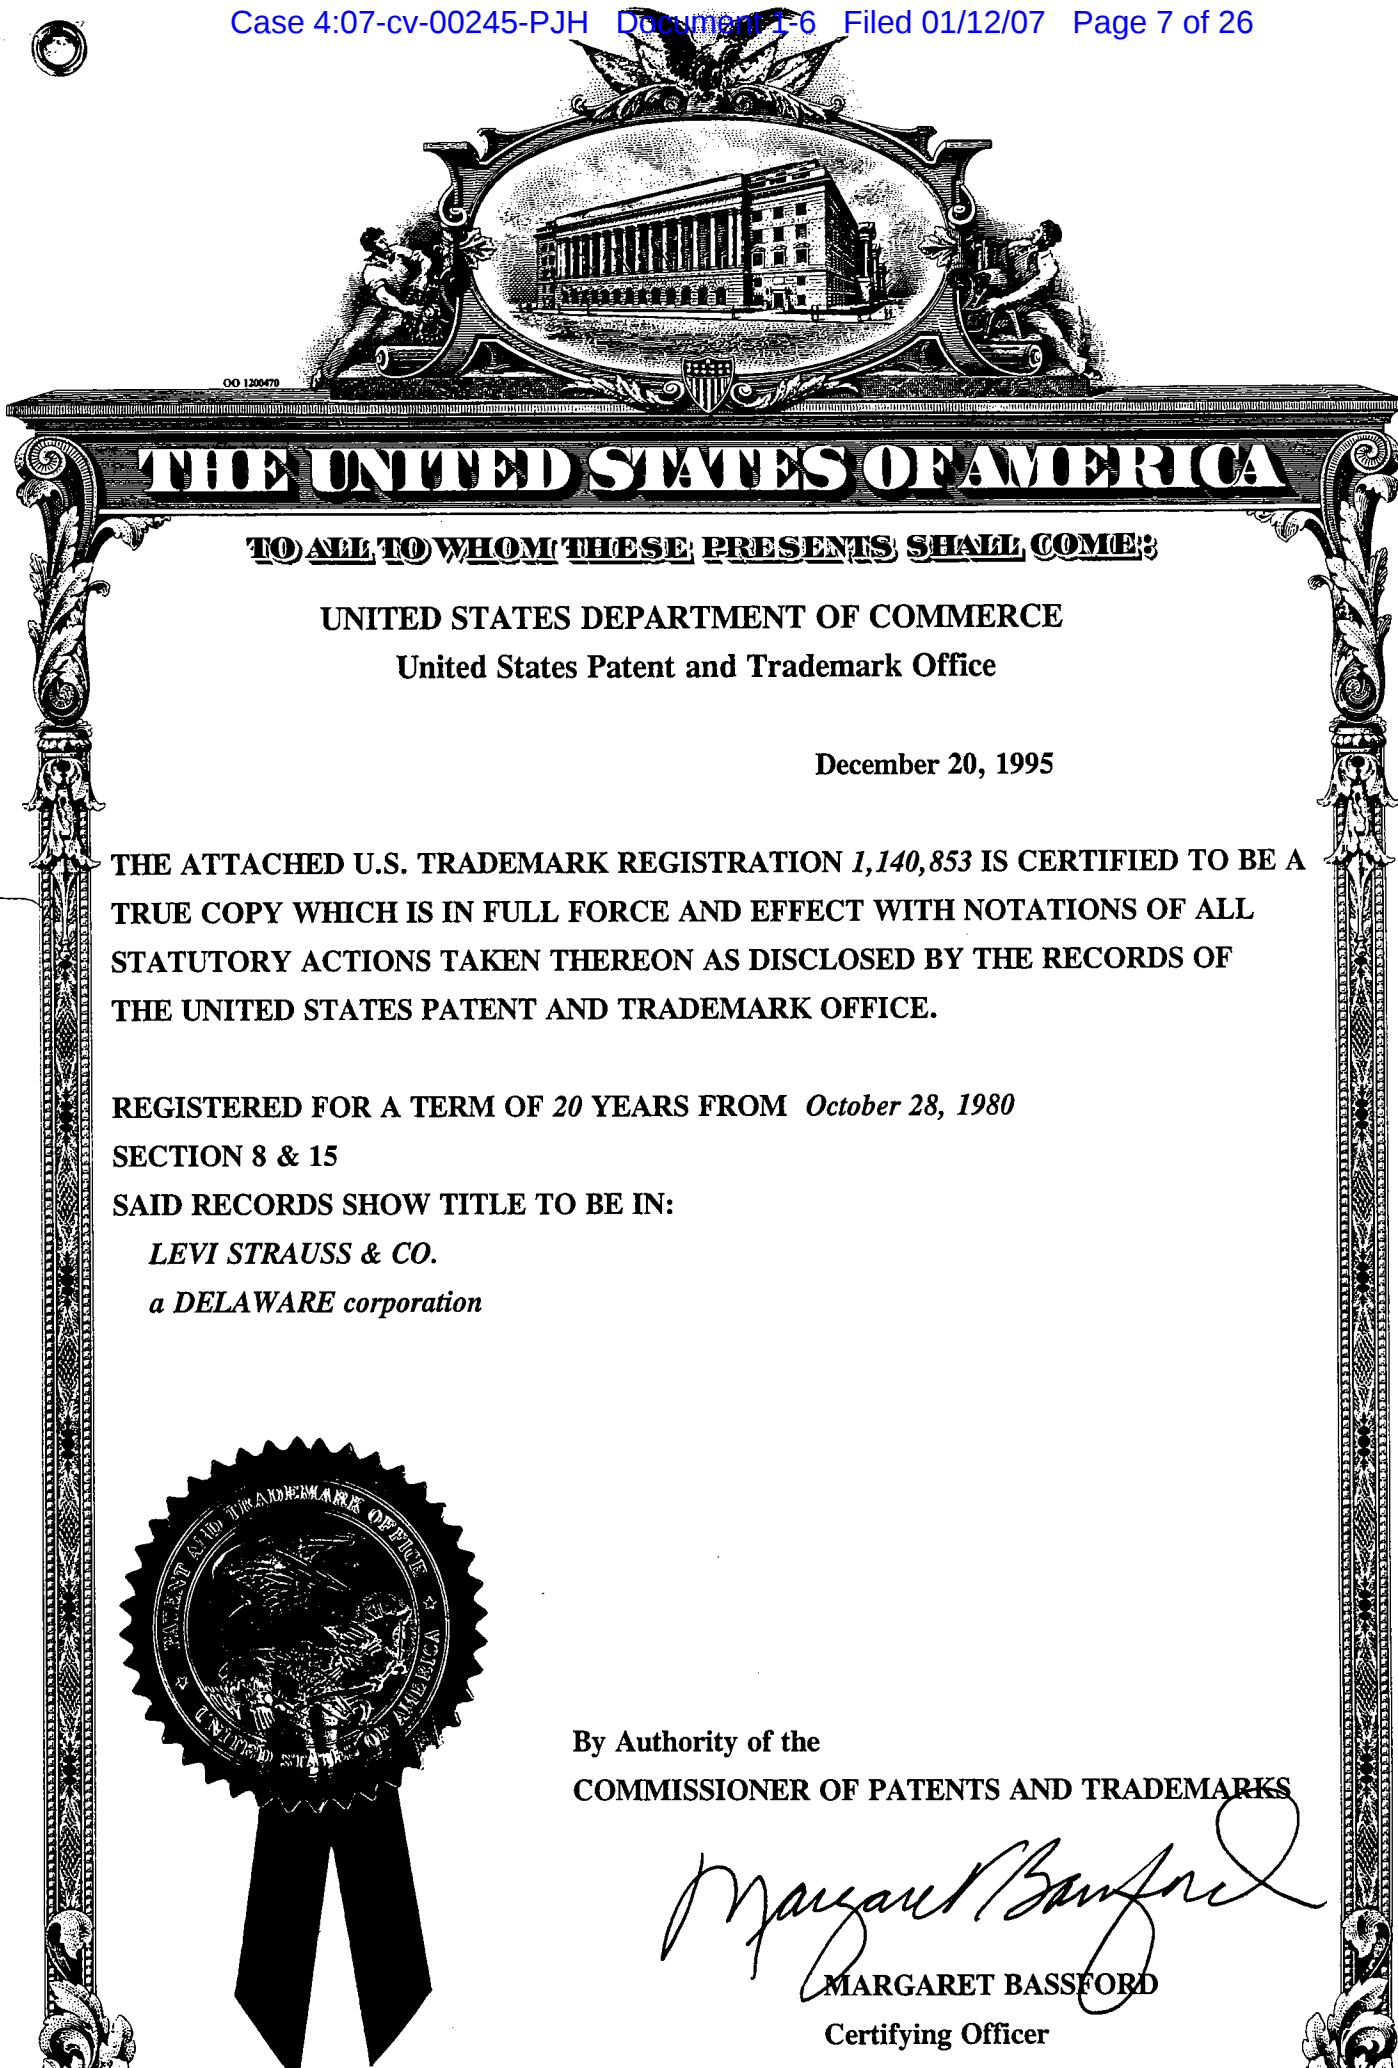 Case 4:07-cv-00245-PJH Document 1-6 Filed 01/12/07 Page 7 of 26
OO 1200470
THE UNITED STATES OF AMERICA
TO ALL TO WHOM THESE PRESENTS SHALL COME:
UNITED STATES DEPARTMENT OF COMMERCE
United States Patent and Trademark Office
December 20, 1995
THE ATTACHED U.S. TRADEMARK REGISTRATION 1,140,853 IS CERTIFIED TO BE A
TRUE COPY WHICH IS IN FULL FORCE AND EFFECT WITH NOTATIONS OF ALL
STATUTORY ACTIONS TAKEN THEREON AS DISCLOSED BY THE RECORDS OF
THE UNITED STATES PATENT AND TRADEMARK OFFICE.
REGISTERED FOR A TERM OF 20 YEARS FROM October 28, 1980
SECTION 8 & 15
SAID RECORDS SHOW TITLE TO BE IN:
LEVI STRAUSS & CO.
a DELAWARE corporation
PATENT AND TRADEMARK OFFICE
UNITED STATES OF AMERICA
By Authority of the
COMMISSIONER OF PATENTS AND TRADEMARKS
Margaret Bassford
MARGARET BASSFORD
Certifying Officer